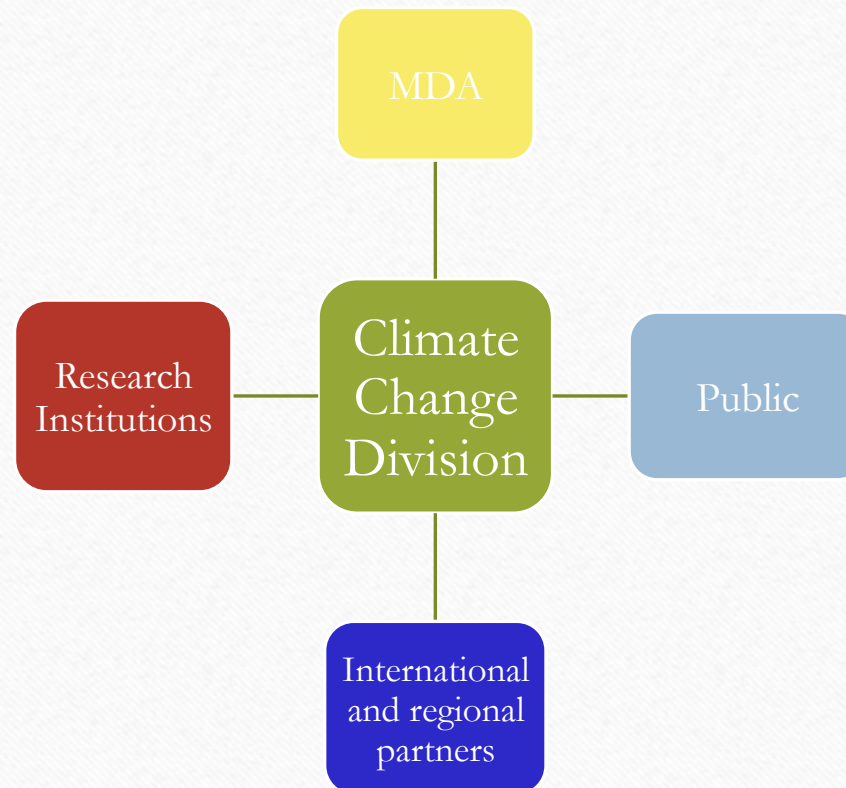 MDA
Research
Institutions
Climate
Change
Division
Public
International
and regional
partners